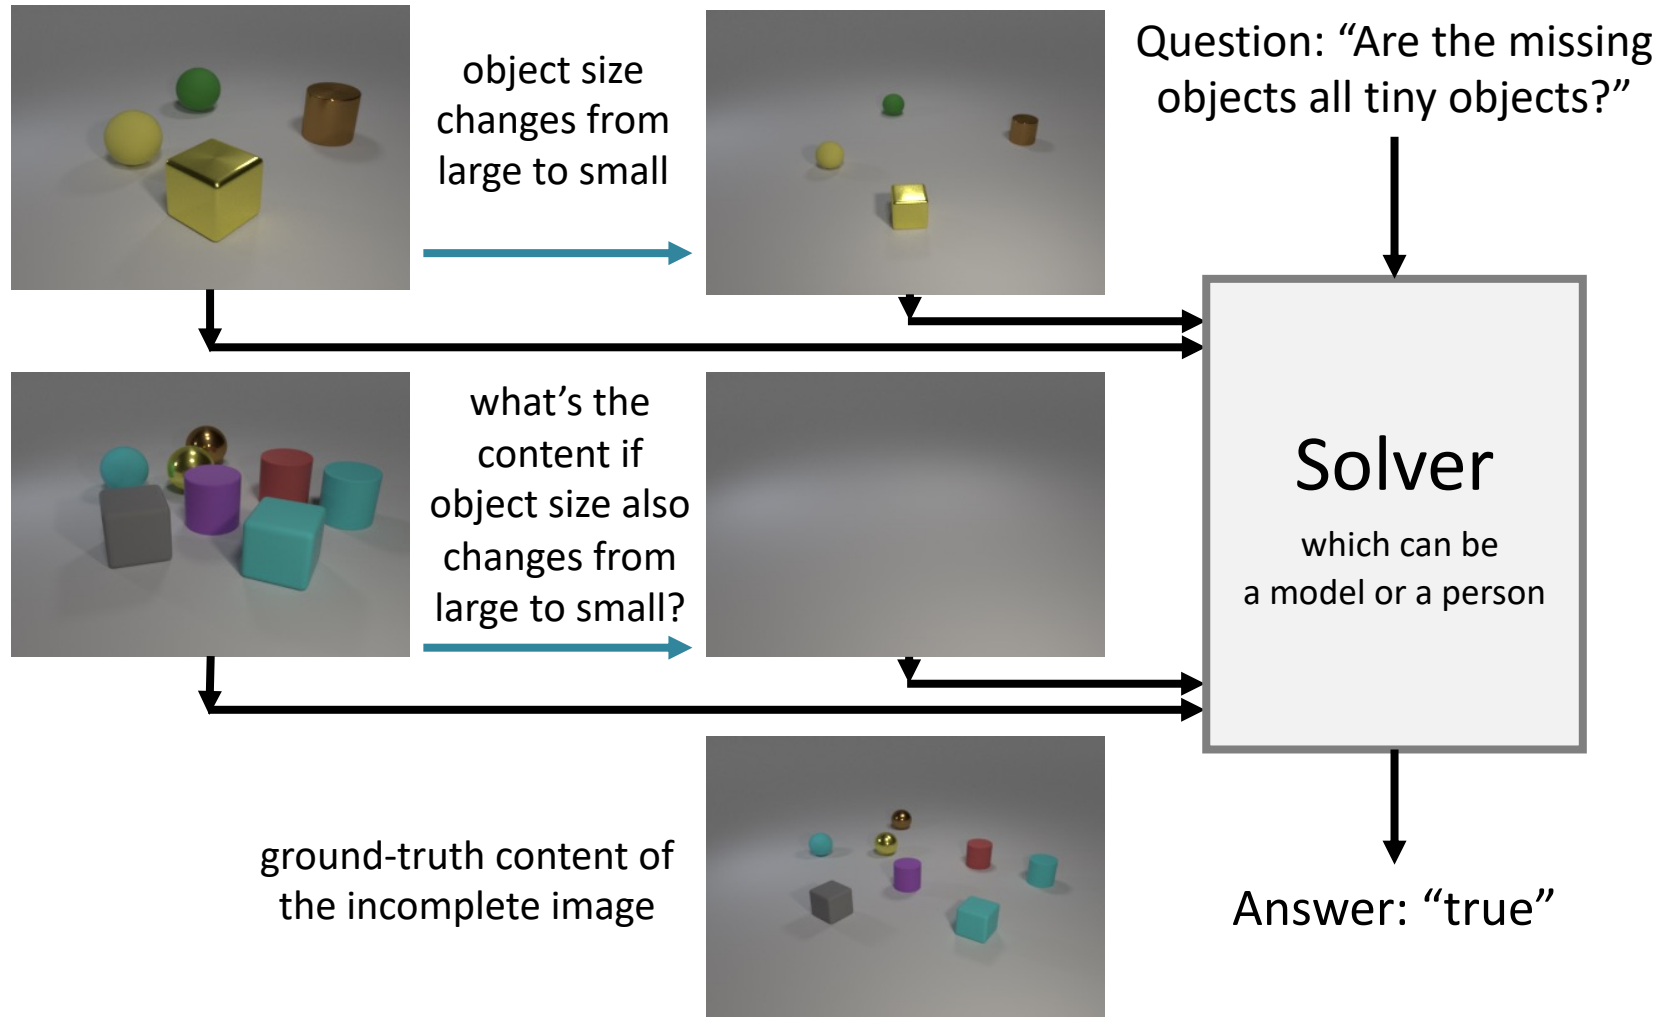 object size
changes from
large to small
Question: “Are the missing
objects all tiny objects?”
what’s the
content if
object size also
changes from
large to small?
Solver
which can be
a model or a person
ground-truth content of
the incomplete image
Answer: “true”